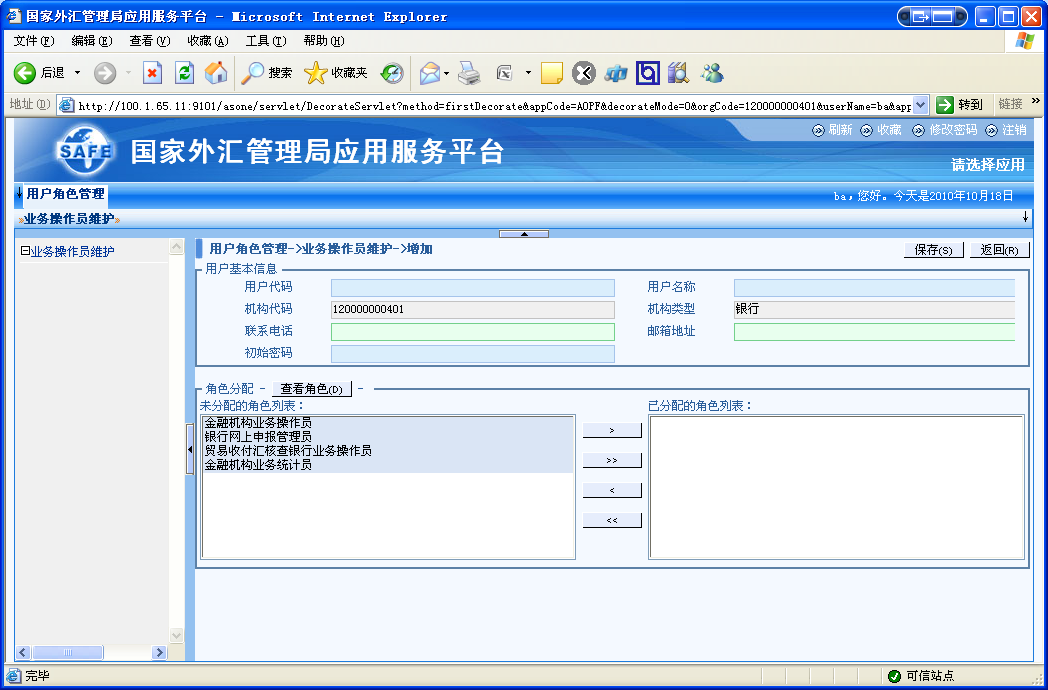 国家外汇管理局应用服务平台 - Microsoft Internet Explorer
文件(F) 编辑(E) 查看(V) 收藏(A) 工具(T) 帮助(H)
后退 搜索 收藏夹
地址(D) http://100.1.65.11:9101/asone/servlet/DecorateServlet?method=firstDecorate&appCode=AOPF&decorateMode=0&orgCode=120000000401&userName=ba&app 转到 链接 »
刷新 收藏 修改密码 注销
SAFE 国家外汇管理局应用服务平台
请选择应用
用户角色管理 ba，您好。今天是2010年10月18日
»业务操作员维护»
业务操作员维护
用户角色管理->业务操作员维护->增加 保存(S) 返回(R)
用户基本信息
用户代码 用户名称
机构代码 120000000401 机构类型 银行
联系电话 邮箱地址
初始密码
角色分配 - 查看角色(D) -
未分配的角色列表： 已分配的角色列表：
金融机构业务操作员
银行网上申报管理员
贸易收付汇核查银行业务操作员
金融机构业务统计员
>
>>
<
<<
完毕 可信站点